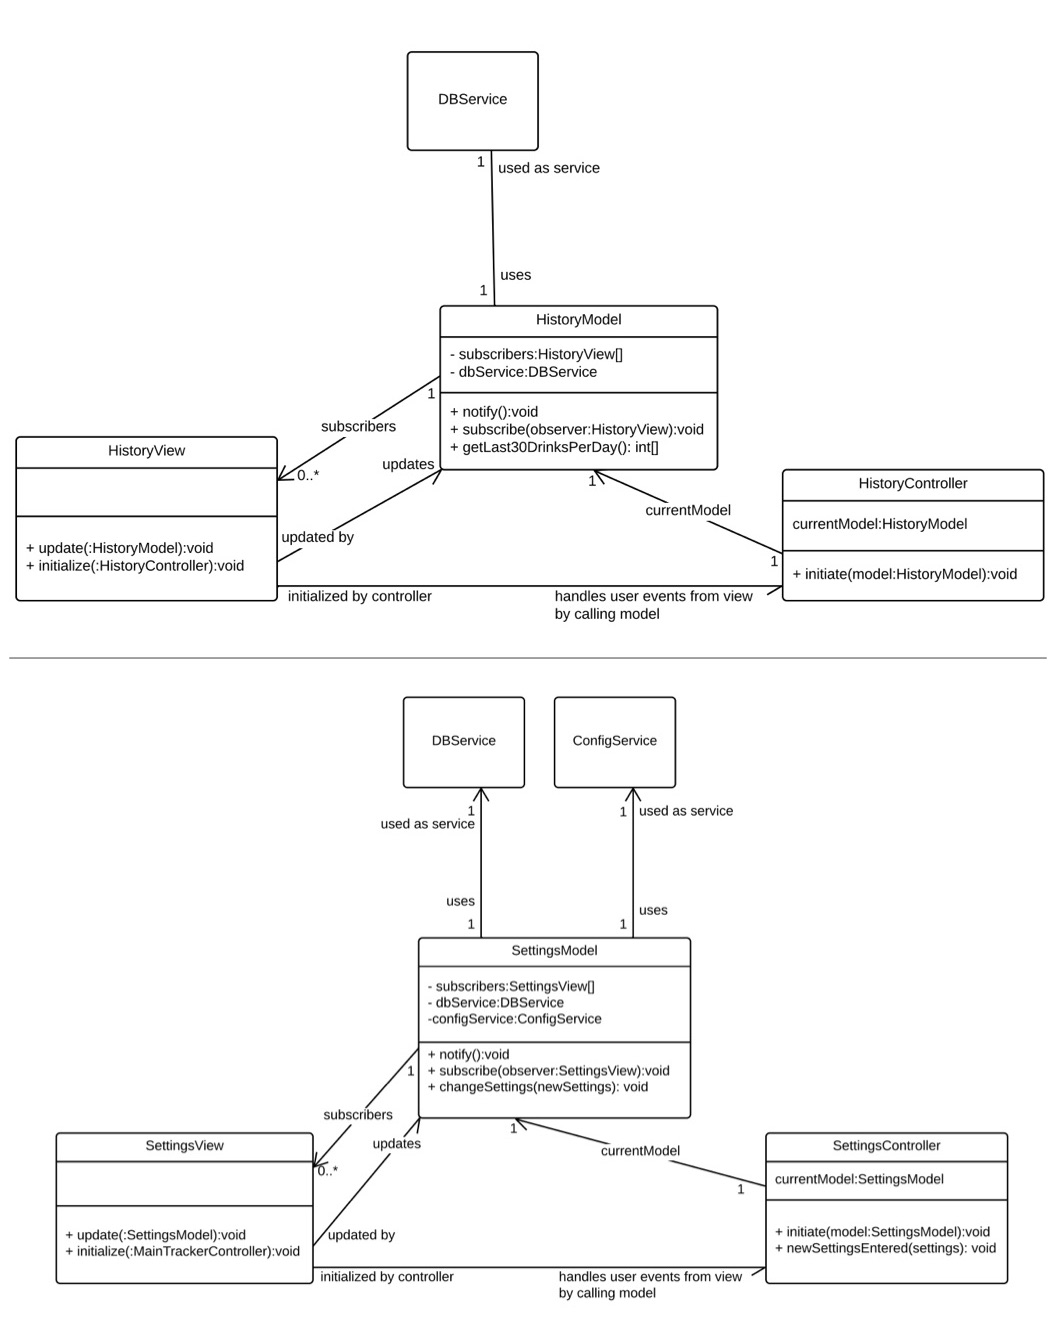 DBService
1
used as service
uses
1
HistoryModel
- subscribers:HistoryView[]
- dbService:DBService
+ notify():void
+ subscribe(observer:HistoryView):void
+ getLast30DrinksPerDay(): int[]
1
subscribers
0..*
updates
updated by
HistoryView
+ update(:HistoryModel):void
+ initialize(:HistoryController):void
1
currentModel
1
HistoryController
currentModel:HistoryModel
+ initiate(model:HistoryModel):void
initialized by controller
handles user events from view
by calling model
DBService
ConfigService
1
used as service
1
used as service
uses
1
uses
1
SettingsModel
- subscribers:SettingsView[]
- dbService:DBService
-configService:ConfigService
+ notify():void
+ subscribe(observer:SettingsView):void
+ changeSettings(newSettings): void
1
subscribers
0..*
updates
updated by
SettingsView
+ update(:SettingsModel):void
+ initialize(:MainTrackerController):void
1
currentModel
1
SettingsController
currentModel:SettingsModel
+ initiate(model:SettingsModel):void
+ newSettingsEntered(settings): void
initialized by controller
handles user events from view
by calling model